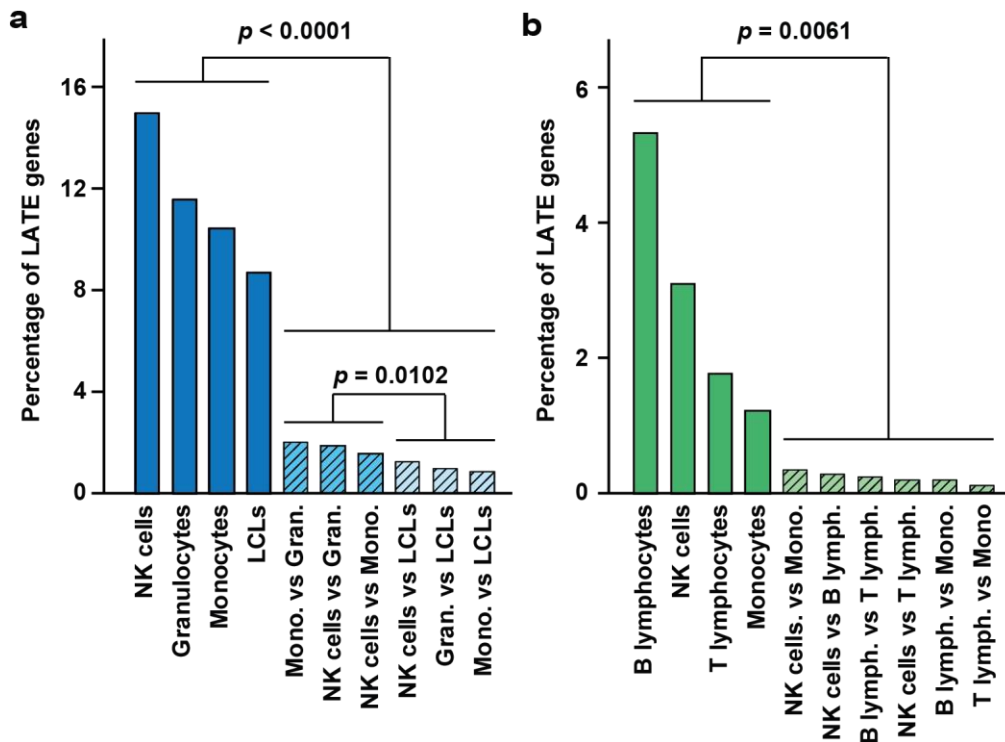 a
p < 0.0001
Percentage of LATE genes
16
12
8
4
0
p = 0.0102
NK cells
Granulocytes
Monocytes
LCLs
Mono. vs Gran.
NK cells vs Gran.
NK cells vs Mono.
NK cells vs LCLs
Gran. vs LCLs
Mono. vs LCLs
b
p = 0.0061
Percentage of LATE genes
6
4
2
0
B lymphocytes
NK cells
T lymphocytes
Monocytes
NK cells. vs Mono.
NK cells vs B lymph.
B lymph. vs T lymph.
NK cells vs T lymph.
B lymph. vs Mono.
T lymph. vs Mono